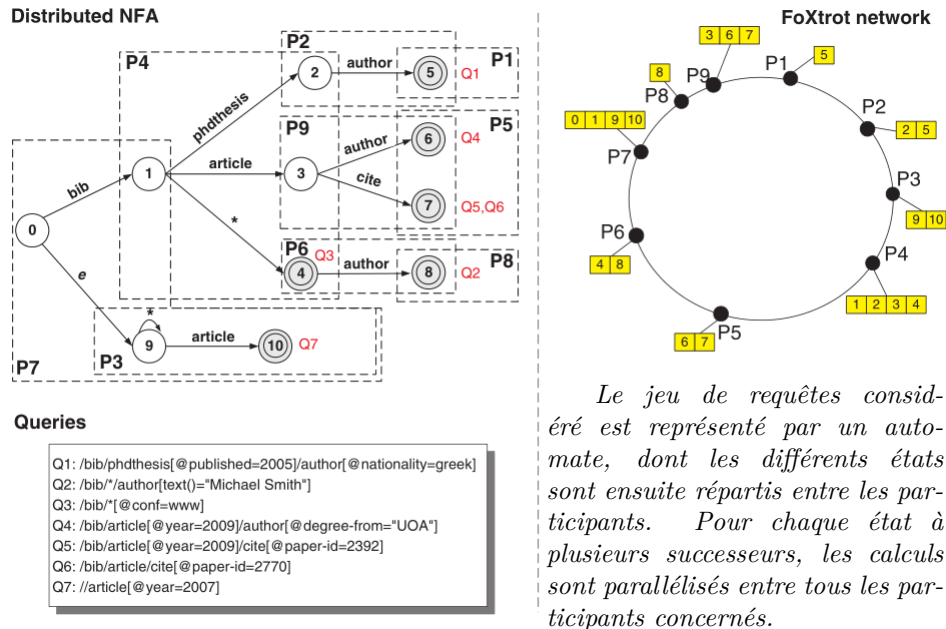 Distributed NFA
P4
P2
P1
2
author
5
Q1
phdthesis
P9
P5
author
6
Q4
1
article
3
cite
7
Q5,Q6
bib
0
*
P6
Q3
4
author
8
Q2
P8
e
*
9
article
10
Q7
P3
P7
Queries
Q1: /bib/phdthesis[@published=2005]/author[@nationality=greek]
Q2: /bib/*/author[text()="Michael Smith"]
Q3: /bib/*[@conf=www]
Q4: /bib/article[@year=2009]/author[@degree-from="UOA"]
Q5: /bib/article[@year=2009]/cite[@paper-id=2392]
Q6: /bib/article/cite[@paper-id=2770]
Q7: //article[@year=2007]
FoXtrot network
3 6 7
P9
P1
5
8
P8
P2
2 5
0 1 9 10
P7
P3
9 10
P6
4 8
P4
1 2 3 4
P5
6 7
Le jeu de requêtes consid-
éré est représenté par un auto-
mate, dont les différents états
sont ensuite répartis entre les par-
ticipants. Pour chaque état à
plusieurs successeurs, les calculs
sont parallélisés entre tous les par-
ticipants concernés.